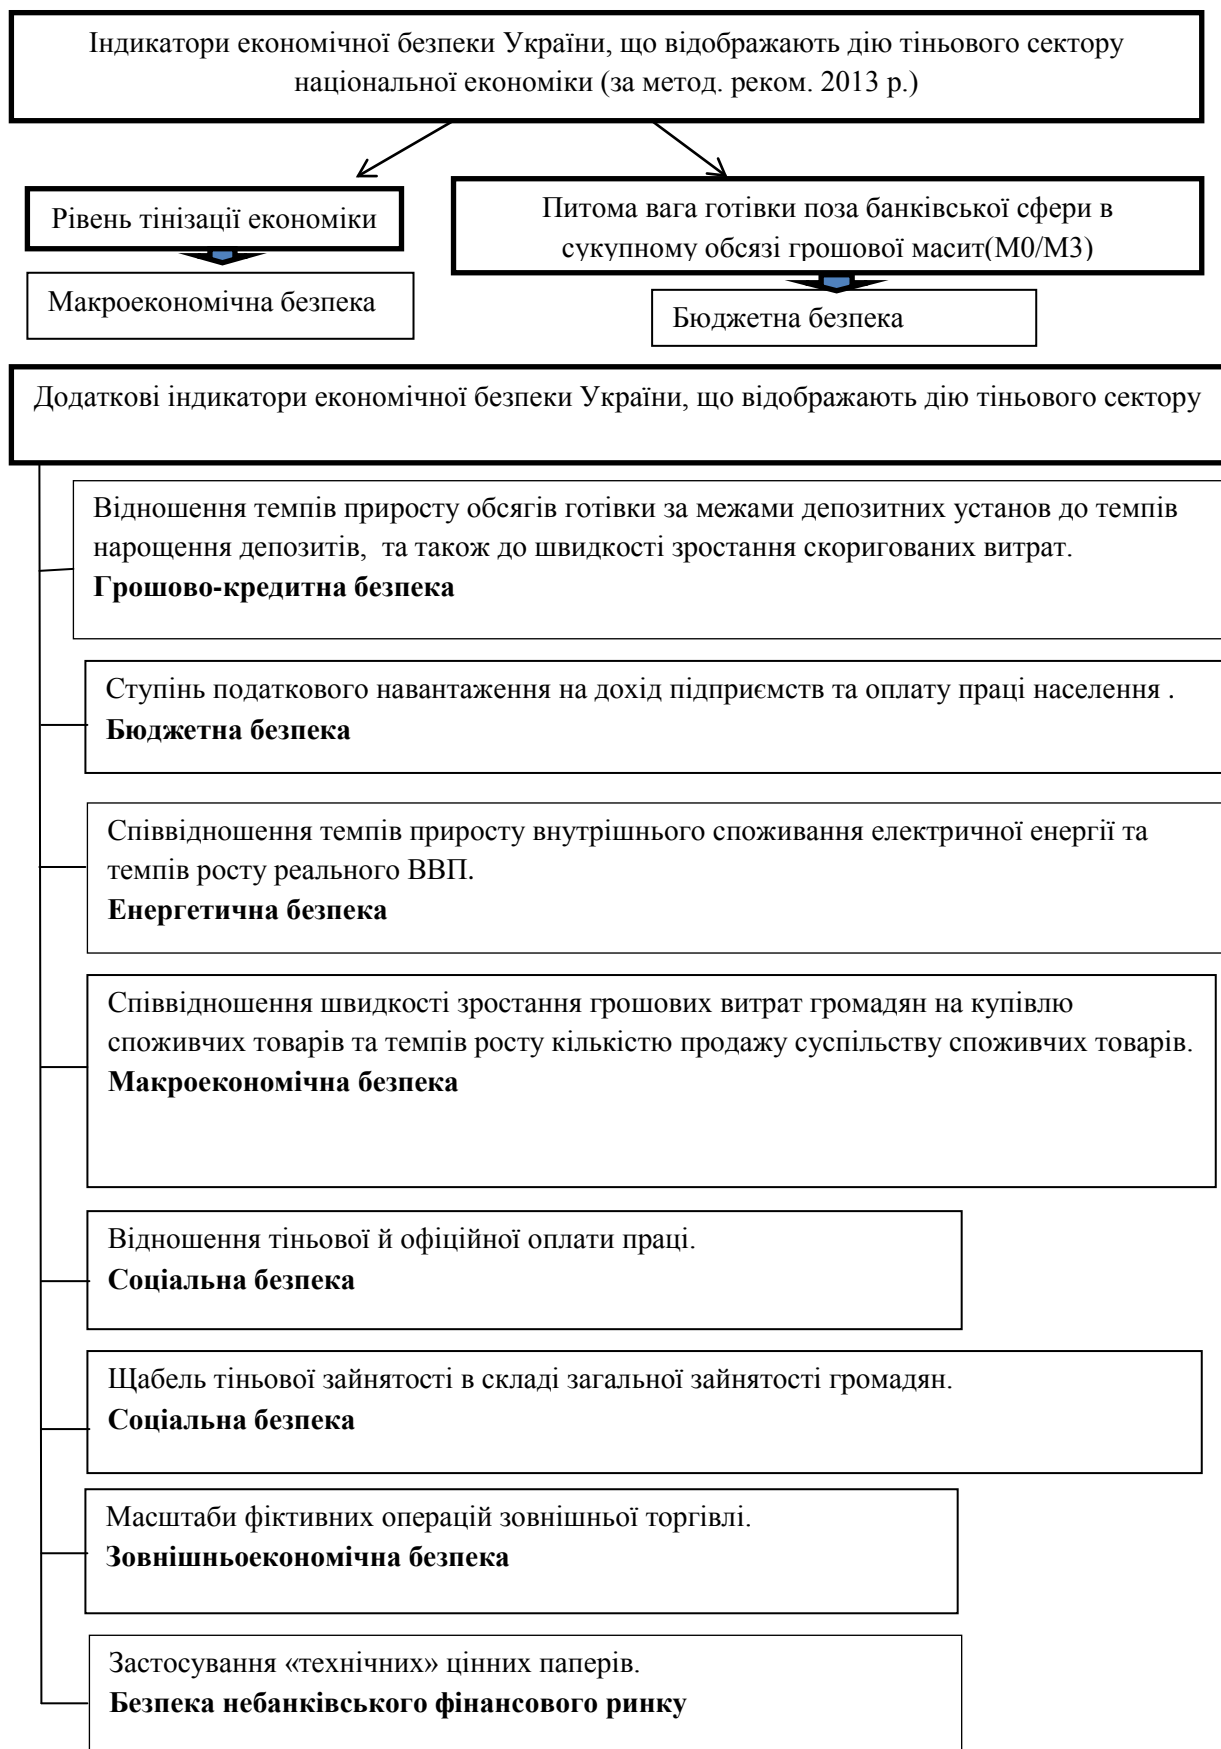 Індикатори економічної безпеки України, що відображають дію тіньового сектору
національної економіки (за метод. реком. 2013 р.)
Рівень тінізації економіки
Питома вага готівки поза банківської сфери в
сукупному обсязі грошової масит(М0/М3)
Макроекономічна безпека
Бюджетна безпека
Додаткові індикатори економічної безпеки України, що відображають дію тіньового сектору
Відношення темпів приросту обсягів готівки за межами депозитних установ до темпів
нарощення депозитів, та також до швидкості зростання скоригованих витрат.
Грошово-кредитна безпека
Ступінь податкового навантаження на дохід підприємств та оплату праці населення .
Бюджетна безпека
Співвідношення темпів приросту внутрішнього споживання електричної енергії та
темпів росту реального ВВП.
Енергетична безпека
Співвідношення швидкості зростання грошових витрат громадян на купівлю
споживчих товарів та темпів росту кількістю продажу суспільству споживчих товарів.
Макроекономічна безпека
Відношення тіньової й офіційної оплати праці.
Соціальна безпека
Щабель тіньової зайнятості в складі загальної зайнятості громадян.
Соціальна безпека
Масштаби фіктивних операцій зовнішньої торгівлі.
Зовнішньоекономічна безпека
Застосування «технічних» цінних паперів.
Безпека небанківського фінансового ринку